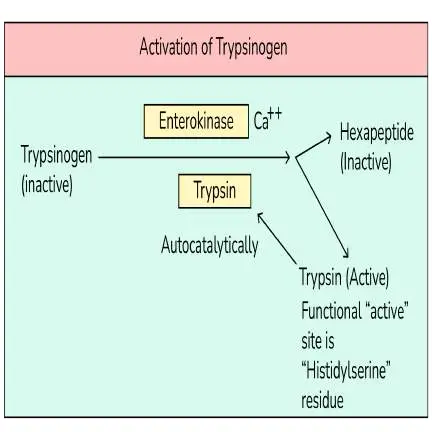 Activation of Trypsinogen
Enterokinase Ca++
Trypsinogen
(inactive)
Hexapeptide
(Inactive)
Trypsin
Autocatalytically
Trypsin (Active)
Functional “active”
site is
“Histidylserine”
residue